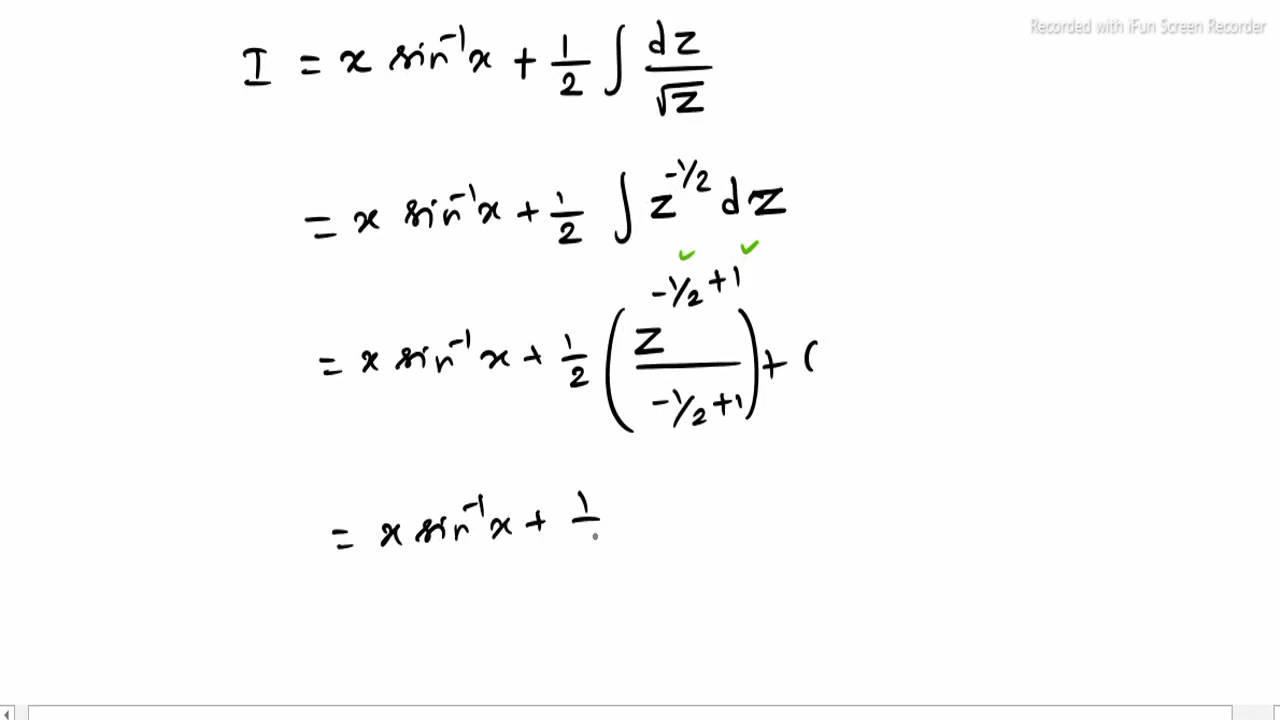 Recorded with iFun Screen Recorder
I = x sin⁻¹x + 1/2 ∫ dz/√z
= x sin⁻¹x + 1/2 ∫ z^(-1/2) dz
= x sin⁻¹x + 1/2 (z^(-1/2+1)/(-1/2+1)) + (
= x sin⁻¹x + 1/